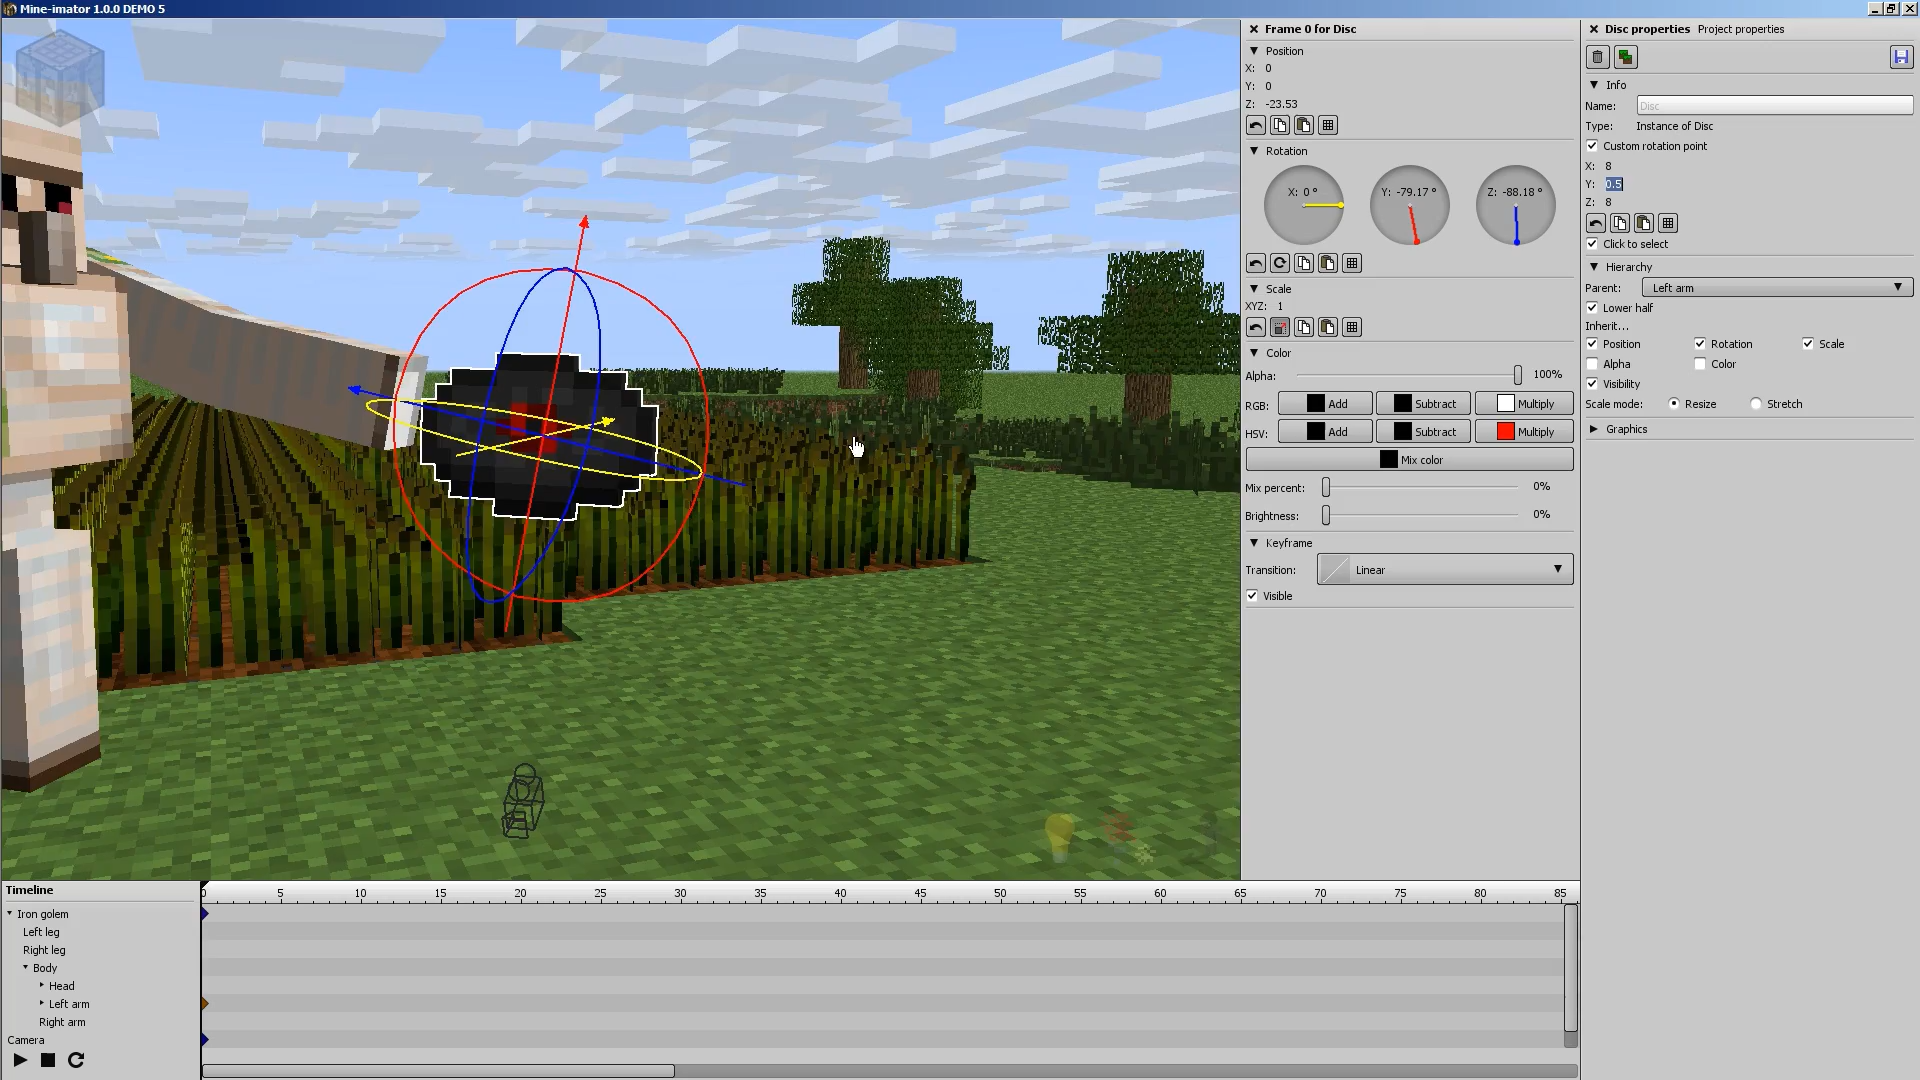 Mine-imator 1.0.0 DEMO 5
Frame 0 for Disc
Position
X: 0
Y: 0
Z: -23.53
Rotation
X: 0 °
Y: -79.17 °
Z: -88.18 °
Scale
XYZ: 1
Color
Alpha: 100%
RGB: Add Subtract Multiply
HSV: Add Subtract Multiply
Mix color
Mix percent: 0%
Brightness: 0%
Keyframe
Transition: Linear
Visible
Disc properties Project properties
Info
Name: Disc
Type: Instance of Disc
Custom rotation point
X: 8
Y: 0.5
Z: 8
Click to select
Hierarchy
Parent: Left arm
Lower half
Inherit...
Position Rotation Scale
Alpha Color
Visibility
Scale mode: Resize Stretch
Graphics
Timeline
0 5 10 15 20 25 30 35 40 45 50 55 60 65 70 75 80 85
Iron golem
Left leg
Right leg
Body
Head
Left arm
Right arm
Camera